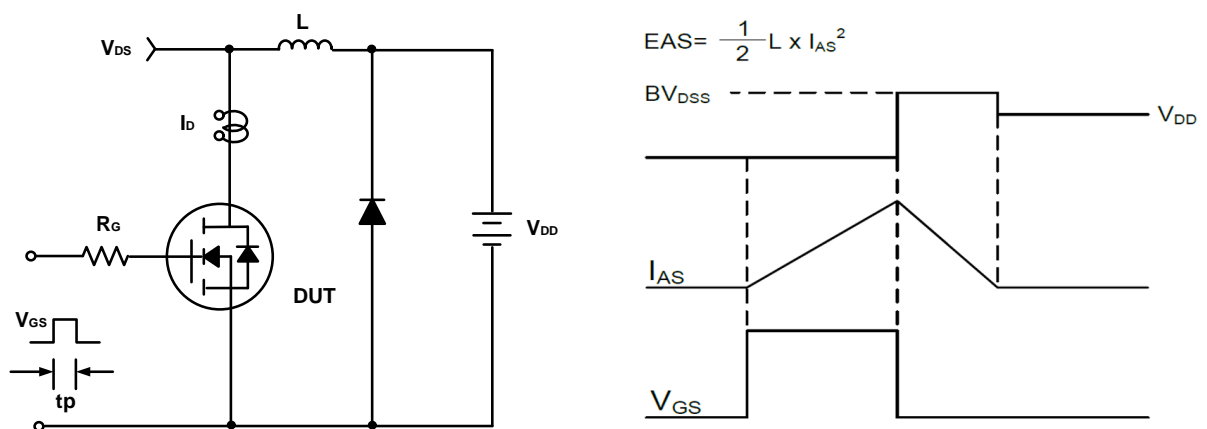 L
VDS
ID
RG
VDD
DUT
VGS
tp
EAS= 1/2 L x IAS²
BVDSS
VDD
IAS
VGS